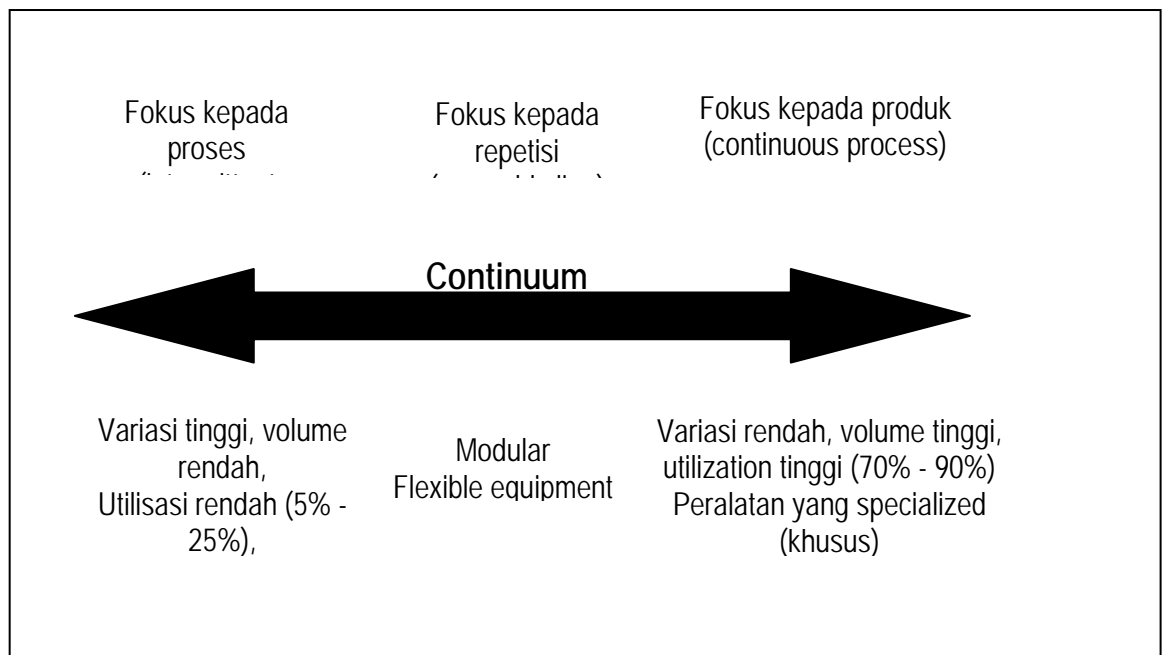 Fokus kepada
proses
Fokus kepada
repetisi
Fokus kepada produk
(continuous process)
Continuum
Variasi tinggi, volume
rendah,
Utilisasi rendah (5% -
25%),
Modular
Flexible equipment
Variasi rendah, volume tinggi,
utilization tinggi (70% - 90%)
Peralatan yang specialized
(khusus)